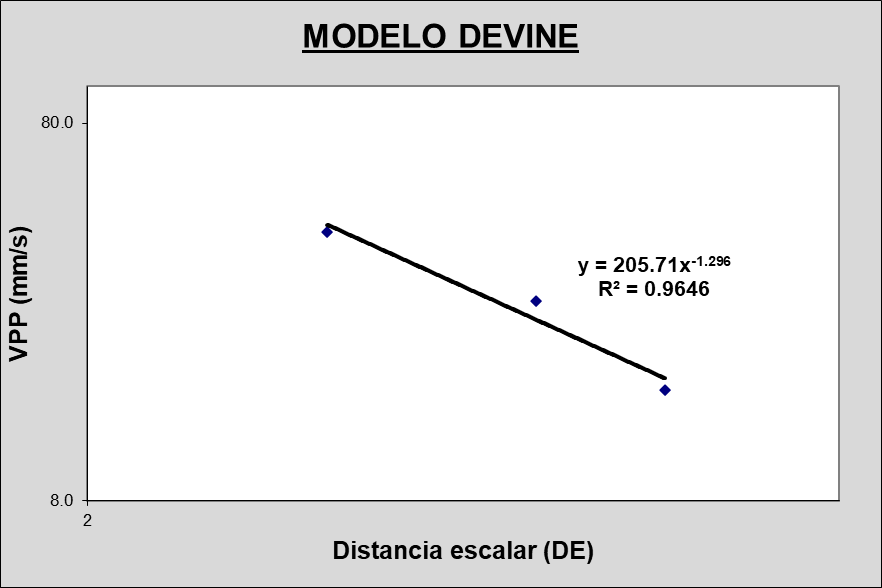 MODELO DEVINE
80.0
VPP (mm/s)
y = 205.71x⁻¹·²⁹⁶
R² = 0.9646
8.0
2
Distancia escalar (DE)